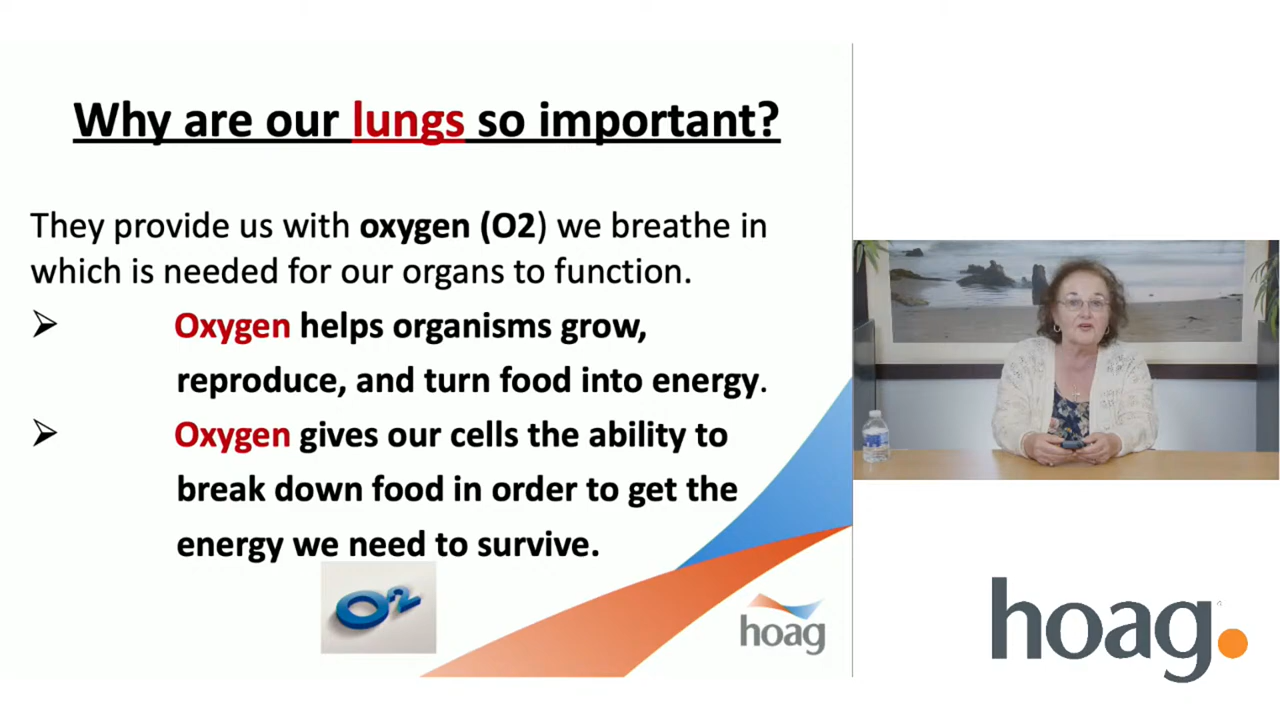 Why are our lungs so important?
They provide us with oxygen (O2) we breathe in
which is needed for our organs to function.
Oxygen helps organisms grow,
reproduce, and turn food into energy.
Oxygen gives our cells the ability to
break down food in order to get the
energy we need to survive.
O2
hoag
hoag.